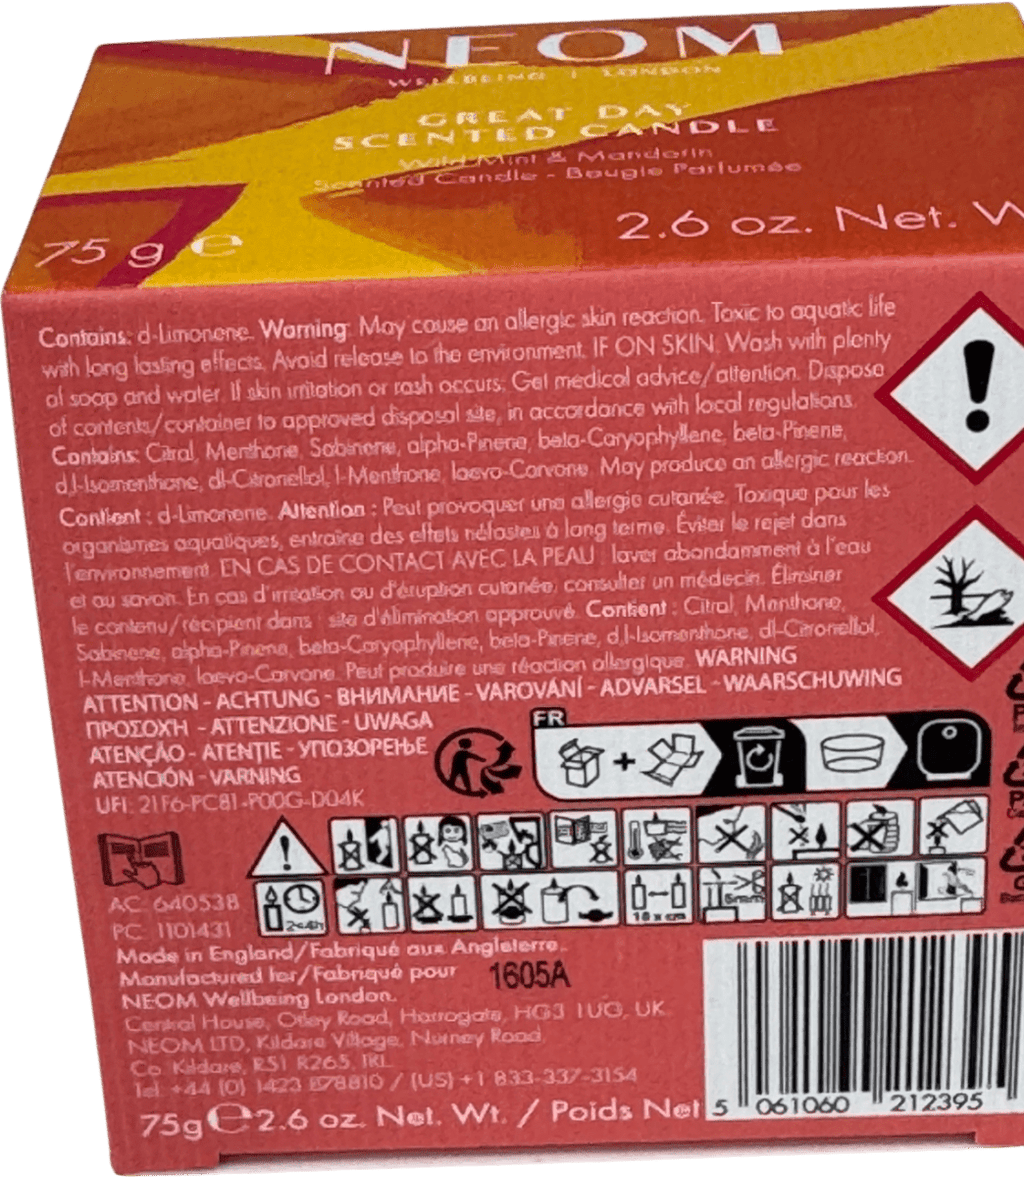 NEOM
WELLBEING | LONDON
GREAT DAY
SCENTED CANDLE
Wild Mint & Mandarin
Scented Candle - Bougie Parfumée
75 g e
2.6 oz. Net.
Contains: d-Limonene. Warning: May cause an allergic skin reaction. Toxic to aquatic life
with long lasting effects. Avoid release to the environment. IF ON SKIN: Wash with plenty
of soap and water. If skin irritation or rash occurs: Get medical advice/attention. Dispose
of contents/container to approved disposal site, in accordance with local regulations.
Contains: Citral, Menthone, Sabinene, alpha-Pinene, beta-Caryophyllene, beta-Pinene,
d,l-Isomenthone, dl-Citronellol, l-Menthone, laevo-Carvone. May produce an allergic reaction.
Contient : d-Limonene. Attention : Peut provoquer une allergie cutanée. Toxique pour les
organismes aquatiques, entraîne des effets néfastes à long terme. Éviter le rejet dans
l'environnement. EN CAS DE CONTACT AVEC LA PEAU : laver abondamment à l'eau
et au savon. En cas d'irritation ou d'éruption cutanée, consulter un médecin. Éliminer
le contenu/récipient dans site d'élimination approuvé. Contient : Citral, Menthone,
Sabinene, alpha-Pinene, beta-Caryophyllene, beta-Pinene, d,l-Isomenthone, dl-Citronellol,
l-Menthone, laevo-Carvone. Peut produire une réaction allergique. WARNING
ATTENTION - ACHTUNG - ВНИМАНИЕ - VAROVÁNÍ - ADVARSEL - WAARSCHUWING
ΠΡΟΣΟΧΗ - ATTENZIONE - UWAGA
ATENÇÃO - ATENȚIE - УПОЗОРЕЊЕ
ATENCIÓN - VARNING
UFI: 21F6-PC81-P00G-D04K
FR
+
2<4h
10 x cm
5mm
AC 640538
PC 1101431
Made in England/Fabriqué aux Angleterre.
Manufactured for/Fabriqué pour
1605A
NEOM Wellbeing London.
Central House, Otley Road, Harrogate, HG3 1UG, UK.
NEOM LTD, Kildare Village, Nurney Road,
Co. Kildare, R51 R265, IRL
Tel +44 (0) 1423 878810 / (US) +1 833-337-3154
75g e 2.6 oz. Net. Wt. / Poids Net
5 061060 212395